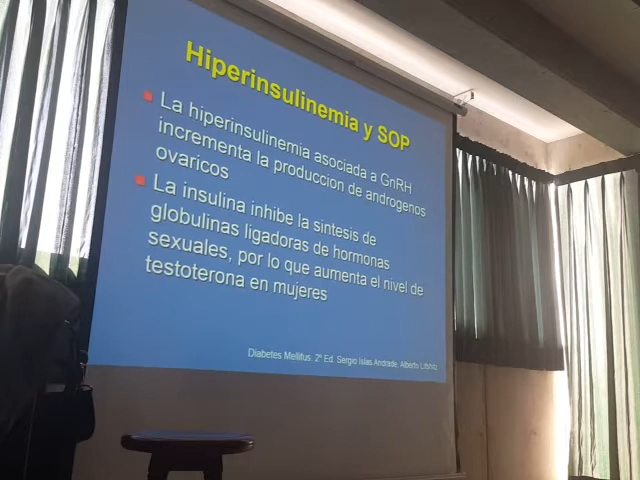 Hiperinsulinemia y SOP
La hiperinsulinemia asociada a GnRH
incrementa la produccion de androgenos
ovaricos
La insulina inhibe la sintesis de
globulinas ligadoras de hormonas
sexuales, por lo que aumenta el nivel de
testoterona en mujeres
Diabetes Mellitus. 2ª Ed. Sergio Islas Andrade, Alberto